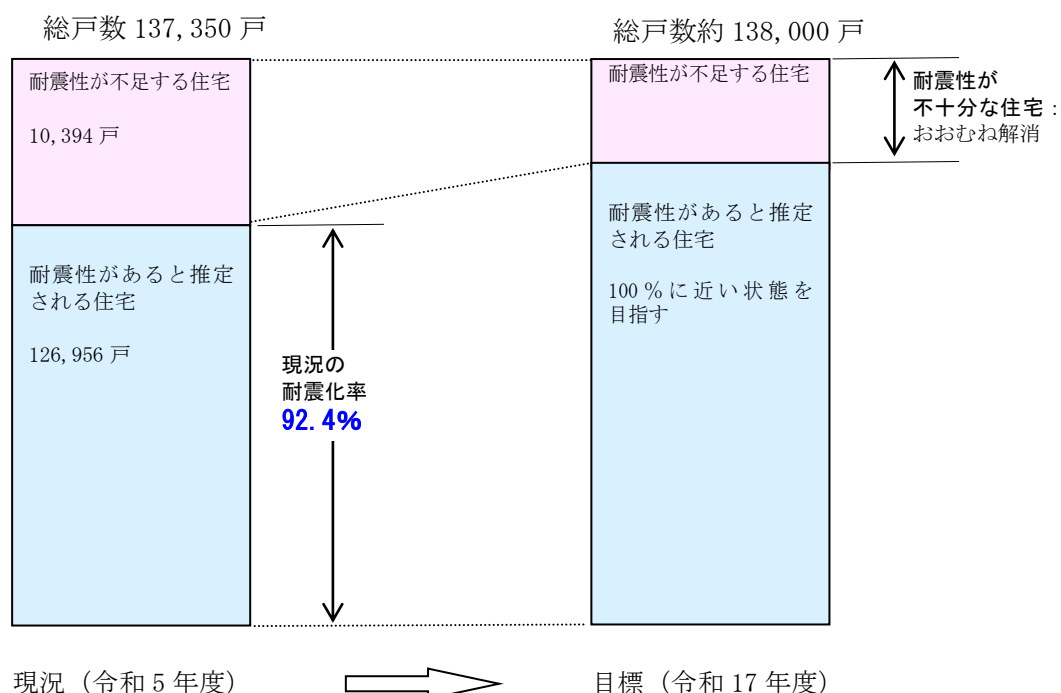 総戸数 137,350 戸
総戸数約 138,000 戸
耐震性が不足する住宅
10,394 戸
耐震性があると推定
される住宅
126,956 戸
現況の
耐震化率
92.4%
耐震性が不足する住宅
耐震性があると推定
される住宅
100％に近い状態を
目指す
耐震性が
不十分な住宅：
おおむね解消
現況（令和 5 年度）
目標（令和 17 年度）